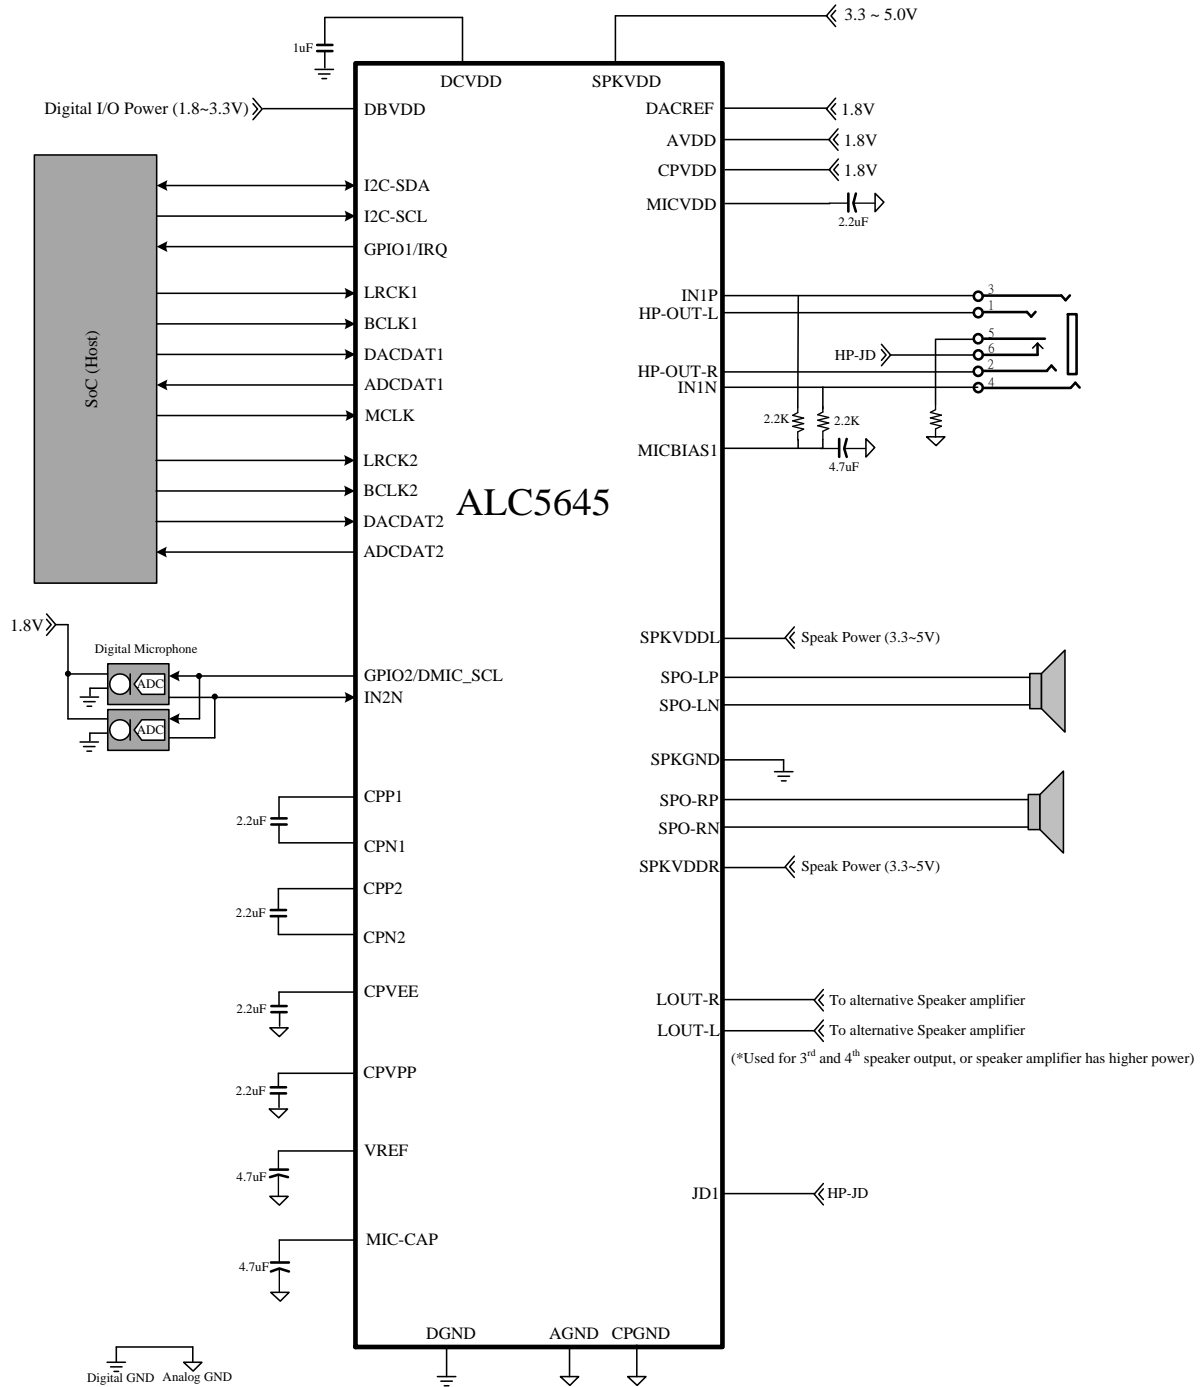 3.3 ~ 5.0V
1uF
DCVDD
SPKVDD
Digital I/O Power (1.8~3.3V)
DBVDD
DACREF
1.8V
AVDD
1.8V
CPVDD
1.8V
MICVDD
2.2uF
SoC (Host)
I2C-SDA
I2C-SCL
GPIO1/IRQ
LRCK1
BCLK1
DACDAT1
ADCDAT1
MCLK
LRCK2
BCLK2
DACDAT2
ADCDAT2
ALC5645
IN1P
3
HP-OUT-L
1
5
HP-JD
6
HP-OUT-R
2
IN1N
4
2.2K
2.2K
MICBIAS1
4.7uF
1.8V
Digital Microphone
ADC
ADC
GPIO2/DMIC_SCL
IN2N
SPKVDDL
Speak Power (3.3~5V)
SPO-LP
SPO-LN
SPKGND
SPO-RP
SPO-RN
SPKVDDR
Speak Power (3.3~5V)
CPP1
2.2uF
CPN1
CPP2
2.2uF
CPN2
CPVEE
2.2uF
CPVPP
2.2uF
VREF
4.7uF
MIC-CAP
4.7uF
LOUT-R
To alternative Speaker amplifier
LOUT-L
To alternative Speaker amplifier
(*Used for 3rd and 4th speaker output, or speaker amplifier has higher power)
JD1
HP-JD
DGND
AGND
CPGND
Digital GND
Analog GND